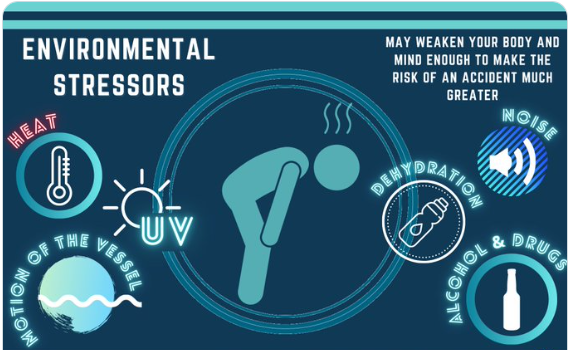 ENVIRONMENTAL
STRESSORS
MAY WEAKEN YOUR BODY AND
MIND ENOUGH TO MAKE THE
RISK OF AN ACCIDENT MUCH
GREATER
HEAT
UV
MOTION OF THE VESSEL
DEHYDRATION
NOISE
ALCOHOL & DRUGS